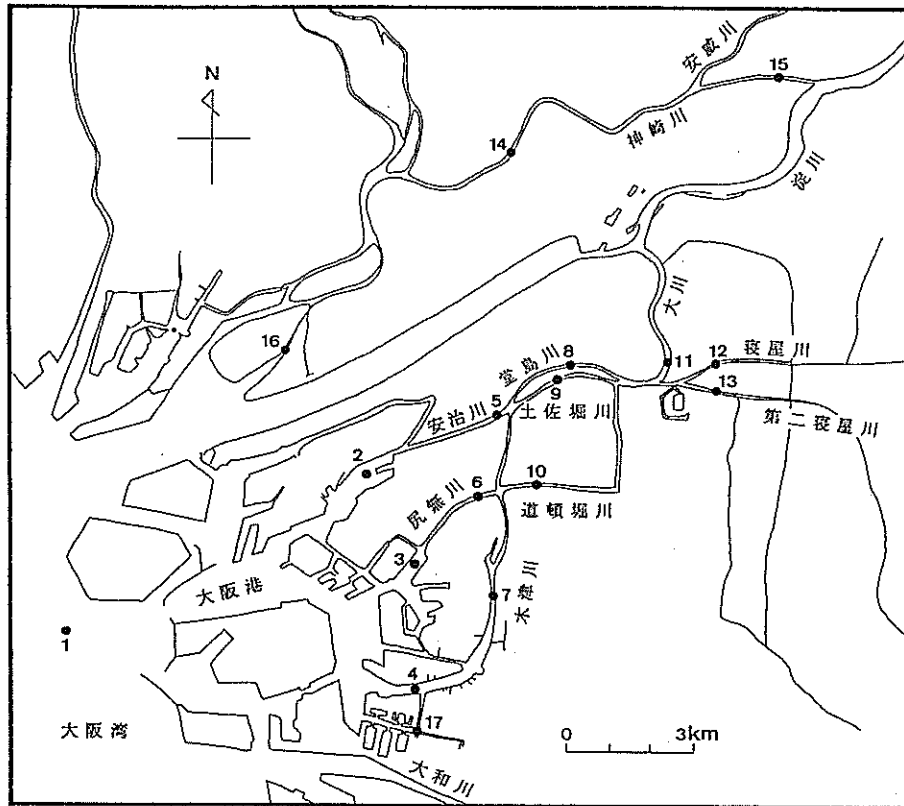 安威川
15
N
神崎川
14
淀川
大川
16
堂島川
8
11
12
寝屋川
9
13
5
土佐堀川
安治川
第二寝屋川
2
6
10
尻無川
道頓堀川
3
大阪港
7
木津川
1
4
大阪湾
17
0
3km
大和川